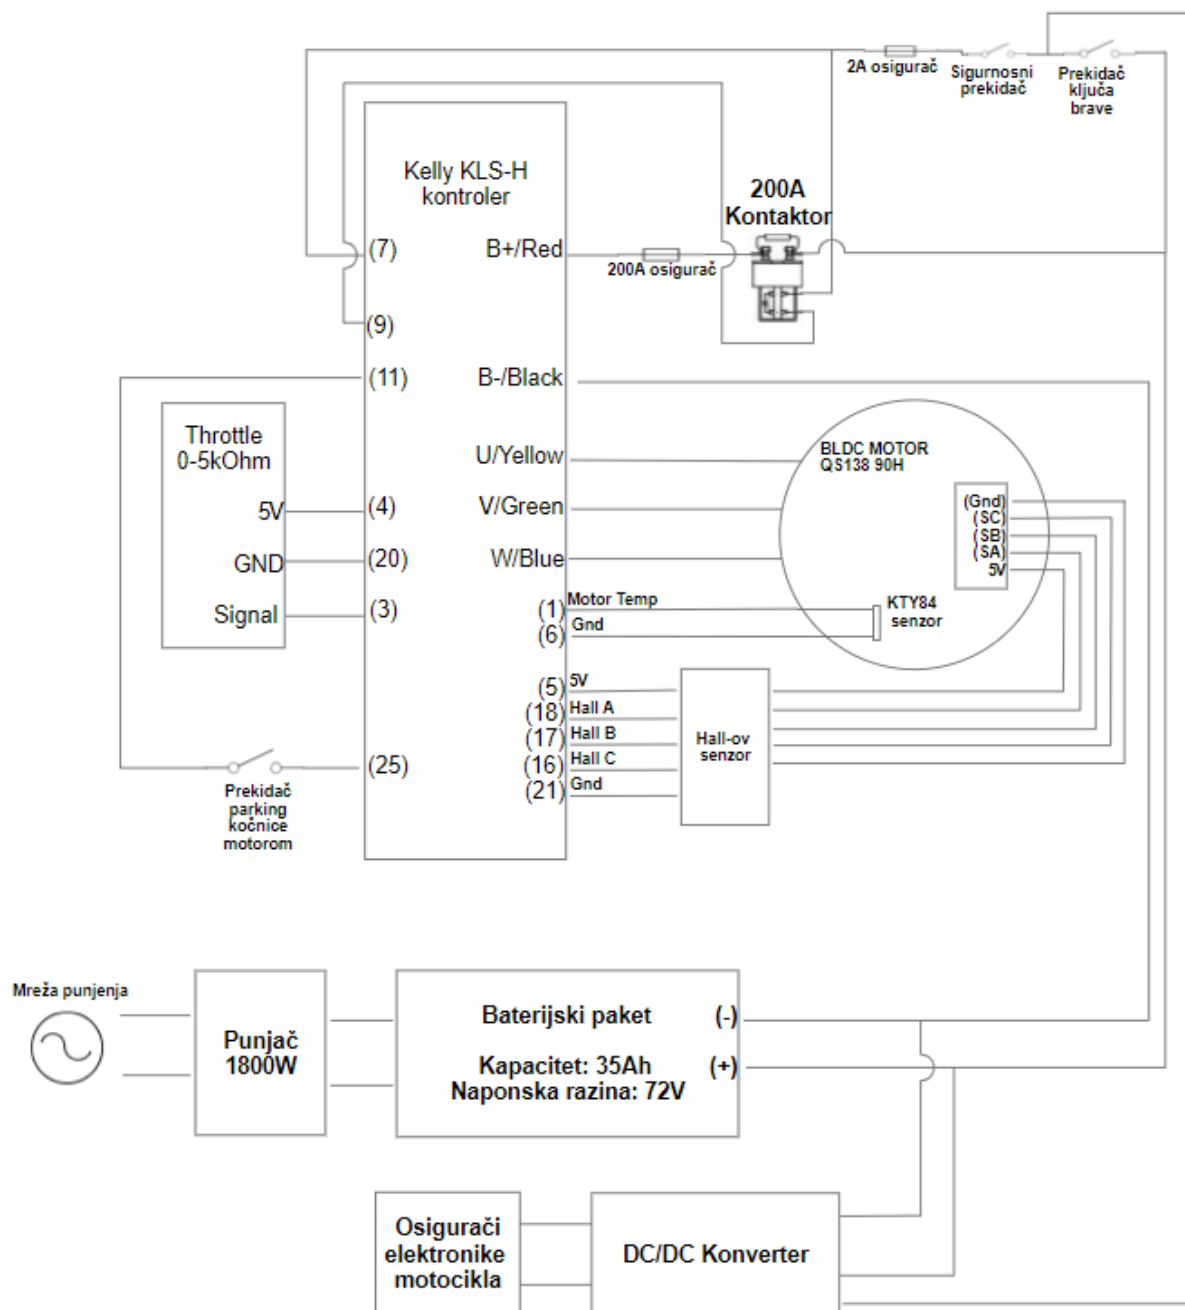 2A osigurač
Sigurnosni
prekidač
Prekidač
ključa
brave
Kelly KLS-H
kontroler
200A
Kontaktor
(7)
B+/Red
200A osigurač
(9)
(11)
B-/Black
Throttle
0-5kOhm
U/Yellow
BLDC MOTOR
QS138 90H
5V
(4)
V/Green
(Gnd)
(SC)
(SB)
(SA)
5V
GND
(20)
W/Blue
Signal
(3)
(1)
Motor Temp
(6)
Gnd
KTY84
senzor
(5)
5V
(18)
Hall A
(17)
Hall B
(16)
Hall C
(21)
Gnd
Hall-ov
senzor
(25)
Prekidač
parking
kočnice
motorom
Mreža punjenja
Punjač
1800W
Baterijski paket
(-)
Kapacitet: 35Ah
(+)
Naponska razina: 72V
Osigurači
elektronike
motocikla
DC/DC Konverter